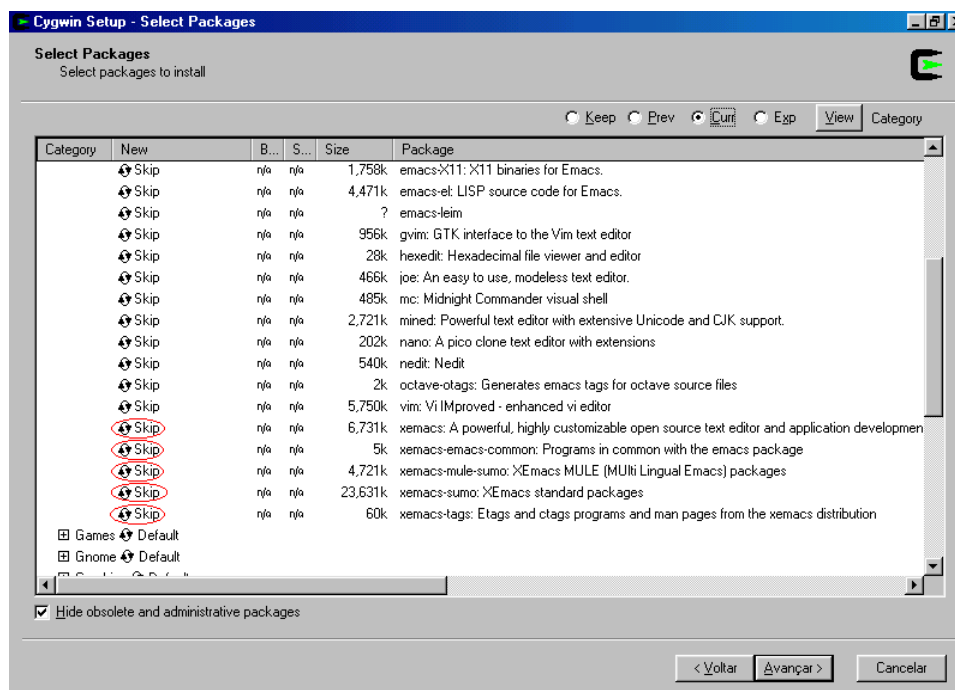 Cygwin Setup - Select Packages
Select Packages
Select packages to install
Keep Prev Curr Exp View Category
Category New B... S... Size Package
Skip n/a n/a 1,758k emacs-X11: X11 binaries for Emacs.
Skip n/a n/a 4,471k emacs-el: LISP source code for Emacs.
Skip n/a n/a ? emacs-leim
Skip n/a n/a 956k gvim: GTK interface to the Vim text editor
Skip n/a n/a 28k hexedit: Hexadecimal file viewer and editor
Skip n/a n/a 466k joe: An easy to use, modeless text editor.
Skip n/a n/a 485k mc: Midnight Commander visual shell
Skip n/a n/a 2,721k mined: Powerful text editor with extensive Unicode and CJK support.
Skip n/a n/a 202k nano: A pico clone text editor with extensions
Skip n/a n/a 540k nedit: Nedit
Skip n/a n/a 2k octave-otags: Generates emacs tags for octave source files
Skip n/a n/a 5,750k vim: Vi IMproved - enhanced vi editor
Skip n/a n/a 6,731k xemacs: A powerful, highly customizable open source text editor and application developmen
Skip n/a n/a 5k xemacs-emacs-common: Programs in common with the emacs package
Skip n/a n/a 4,721k xemacs-mule-sumo: XEmacs MULE (MUlti Lingual Emacs) packages
Skip n/a n/a 23,631k xemacs-sumo: XEmacs standard packages
Skip n/a n/a 60k xemacs-tags: Etags and ctags programs and man pages from the xemacs distribution
Games Default
Gnome Default
Hide obsolete and administrative packages
< Voltar Avançar > Cancelar